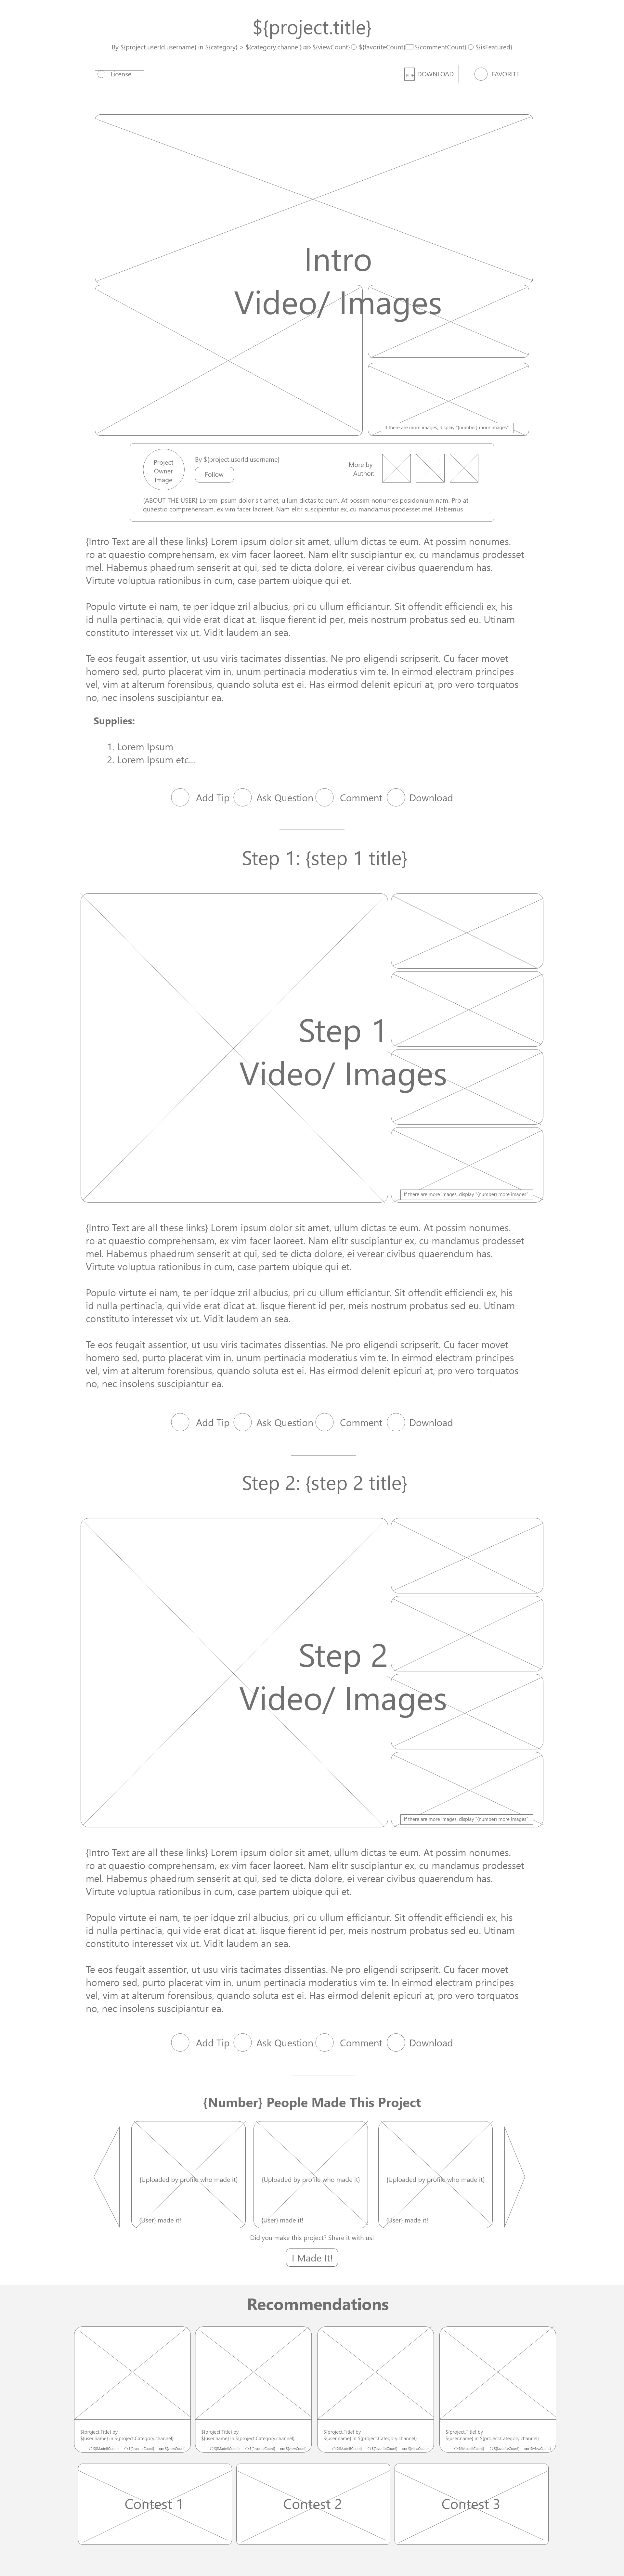 ${project.title}
By ${project.userId.username} in ${category} > ${category.channel} ${viewCount} ${favoriteCount} ${commentCount} ${isFeatured}
License
PDF DOWNLOAD
FAVORITE
Intro
Video/ Images
If there are more images, display "{number} more images"
Project
Owner
Image
By ${project.userId.username}
Follow
More by
Author:
{ABOUT THE USER} Lorem ipsum dolor sit amet, ullum dictas te eum. At possim nonumes posidonium nam. Pro at
quaestio comprehensam, ex vim facer laoreet. Nam elitr suscipiantur ex, cu mandamus prodesset mel. Habemus
{Intro Text are all these links} Lorem ipsum dolor sit amet, ullum dictas te eum. At possim nonumes.
ro at quaestio comprehensam, ex vim facer laoreet. Nam elitr suscipiantur ex, cu mandamus prodesset
mel. Habemus phaedrum senserit at qui, sed te dicta dolore, ei verear civibus quaerendum has.
Virtute voluptua rationibus in cum, case partem ubique qui et.
Populo virtute ei nam, te per idque zril albucius, pri cu ullum efficiantur. Sit offendit efficiendi ex, his
id nulla pertinacia, qui vide erat dicat at. Iisque fierent id per, meis nostrum probatus sed eu. Utinam
constituto interesset vix ut. Vidit laudem an sea.
Te eos feugait assentior, ut usu viris tacimates dissentias. Ne pro eligendi scripserit. Cu facer movet
homero sed, purto placerat vim in, unum pertinacia moderatius vim te. In eirmod electram principes
vel, vim at alterum forensibus, quando soluta est ei. Has eirmod delenit epicuri at, pro vero torquatos
no, nec insolens suscipiantur ea.
Supplies:
1. Lorem Ipsum
2. Lorem Ipsum etc...
Add Tip Ask Question Comment Download
Step 1: {step 1 title}
Step 1
Video/ Images
If there are more images, display "{number} more images"
{Intro Text are all these links} Lorem ipsum dolor sit amet, ullum dictas te eum. At possim nonumes.
ro at quaestio comprehensam, ex vim facer laoreet. Nam elitr suscipiantur ex, cu mandamus prodesset
mel. Habemus phaedrum senserit at qui, sed te dicta dolore, ei verear civibus quaerendum has.
Virtute voluptua rationibus in cum, case partem ubique qui et.
Populo virtute ei nam, te per idque zril albucius, pri cu ullum efficiantur. Sit offendit efficiendi ex, his
id nulla pertinacia, qui vide erat dicat at. Iisque fierent id per, meis nostrum probatus sed eu. Utinam
constituto interesset vix ut. Vidit laudem an sea.
Te eos feugait assentior, ut usu viris tacimates dissentias. Ne pro eligendi scripserit. Cu facer movet
homero sed, purto placerat vim in, unum pertinacia moderatius vim te. In eirmod electram principes
vel, vim at alterum forensibus, quando soluta est ei. Has eirmod delenit epicuri at, pro vero torquatos
no, nec insolens suscipiantur ea.
Add Tip Ask Question Comment Download
Step 2: {step 2 title}
Step 2
Video/ Images
If there are more images, display "{number} more images"
{Intro Text are all these links} Lorem ipsum dolor sit amet, ullum dictas te eum. At possim nonumes.
ro at quaestio comprehensam, ex vim facer laoreet. Nam elitr suscipiantur ex, cu mandamus prodesset
mel. Habemus phaedrum senserit at qui, sed te dicta dolore, ei verear civibus quaerendum has.
Virtute voluptua rationibus in cum, case partem ubique qui et.
Populo virtute ei nam, te per idque zril albucius, pri cu ullum efficiantur. Sit offendit efficiendi ex, his
id nulla pertinacia, qui vide erat dicat at. Iisque fierent id per, meis nostrum probatus sed eu. Utinam
constituto interesset vix ut. Vidit laudem an sea.
Te eos feugait assentior, ut usu viris tacimates dissentias. Ne pro eligendi scripserit. Cu facer movet
homero sed, purto placerat vim in, unum pertinacia moderatius vim te. In eirmod electram principes
vel, vim at alterum forensibus, quando soluta est ei. Has eirmod delenit epicuri at, pro vero torquatos
no, nec insolens suscipiantur ea.
Add Tip Ask Question Comment Download
{Number} People Made This Project
{Uploaded by profile who made it} {Uploaded by profile who made it} {Uploaded by profile who made it}
{User} made it! {User} made it! {User} made it!
Did you make this project? Share it with us!
I Made It!
Recommendations
${project.Title} by
${user.name} in ${project.Category.channel}
${isFeatured} ${favoriteCount} ${viewCount}
${project.Title} by
${user.name} in ${project.Category.channel}
${favoriteCount} ${viewCount}
${project.Title} by
${user.name} in ${project.Category.channel}
${favoriteCount} ${viewCount}
${project.Title} by
${user.name} in ${project.Category.channel}
${favoriteCount} ${viewCount}
Contest 1
Contest 2
Contest 3